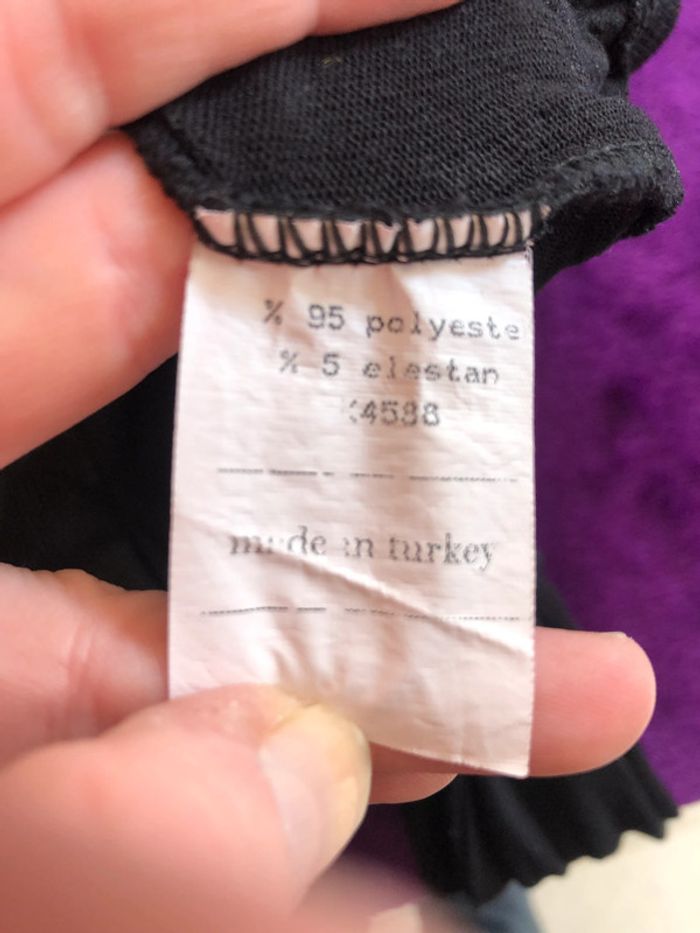 % 95 polyeste
% 5 elestan
:4588
made in turkey